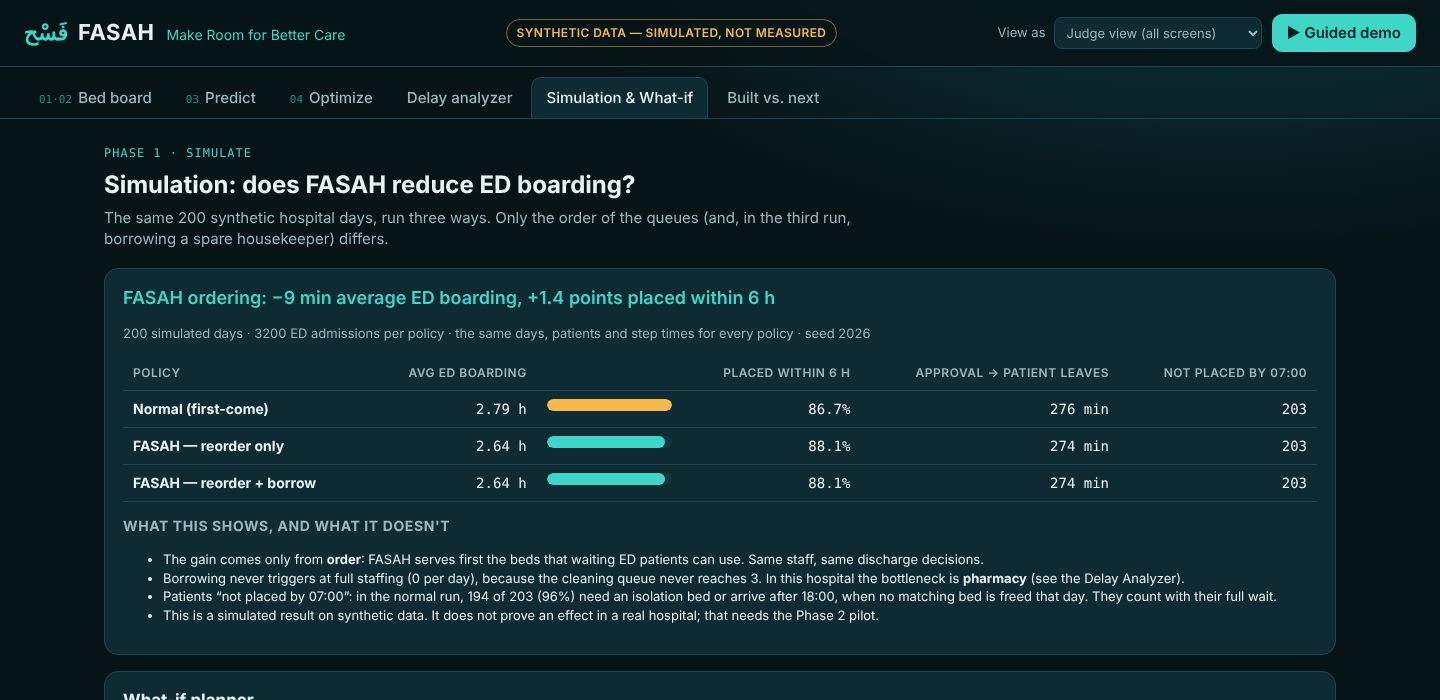 فَسْح FASAH Make Room for Better Care
SYNTHETIC DATA — SIMULATED, NOT MEASURED
View as Judge view (all screens) ▶ Guided demo
01·02 Bed board 03 Predict 04 Optimize Delay analyzer Simulation & What-if Built vs. next
PHASE 1 · SIMULATE
Simulation: does FASAH reduce ED boarding?
The same 200 synthetic hospital days, run three ways. Only the order of the queues (and, in the third run,
borrowing a spare housekeeper) differs.
FASAH ordering: −9 min average ED boarding, +1.4 points placed within 6 h
200 simulated days · 3200 ED admissions per policy · the same days, patients and step times for every policy · seed 2026
POLICY AVG ED BOARDING PLACED WITHIN 6 H APPROVAL → PATIENT LEAVES NOT PLACED BY 07:00
Normal (first-come) 2.79 h 86.7% 276 min 203
FASAH — reorder only 2.64 h 88.1% 274 min 203
FASAH — reorder + borrow 2.64 h 88.1% 274 min 203
WHAT THIS SHOWS, AND WHAT IT DOESN'T
• The gain comes only from order: FASAH serves first the beds that waiting ED patients can use. Same staff, same discharge decisions.
• Borrowing never triggers at full staffing (0 per day), because the cleaning queue never reaches 3. In this hospital the bottleneck is pharmacy (see the Delay Analyzer).
• Patients “not placed by 07:00”: in the normal run, 194 of 203 (96%) need an isolation bed or arrive after 18:00, when no matching bed is freed that day. They count with their full wait.
• This is a simulated result on synthetic data. It does not prove an effect in a real hospital; that needs the Phase 2 pilot.
What-if planner